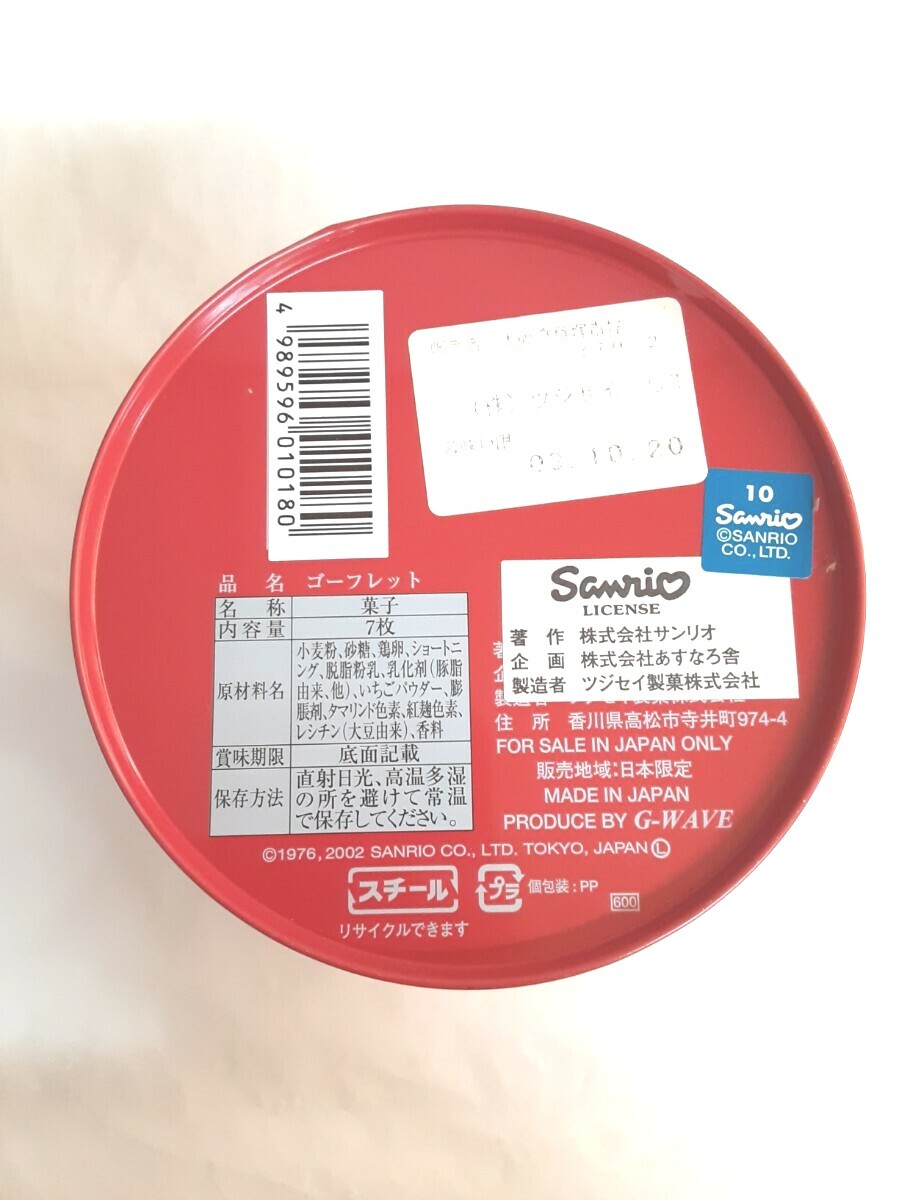 4 989596 010180
(株) ツジセイ
03.10.20
10
Sanrio
©SANRIO
CO.,LTD.
品 名 ゴーフレット
名 称 菓子
内容量 7枚
原材料名 小麦粉、砂糖、鶏卵、ショートニ
ング、脱脂粉乳、乳化剤(豚脂
由来、他)、いちごパウダー、膨
脹剤、タマリンド色素、紅麹色素、
レシチン(大豆由来)、香料
賞味期限 底面記載
保存方法 直射日光、高温多湿
の所を避けて常温
で保存してください。
Sanrio
LICENSE
著 作 株式会社サンリオ
企 画 株式会社あすなろ舎
製造者 ツジセイ製菓株式会社
住 所 香川県高松市寺井町974-4
FOR SALE IN JAPAN ONLY
販売地域:日本限定
MADE IN JAPAN
PRODUCE BY G-WAVE
©1976, 2002 SANRIO CO., LTD. TOKYO, JAPAN Ⓛ
スチール
プラ
個包装:PP
600
リサイクルできます